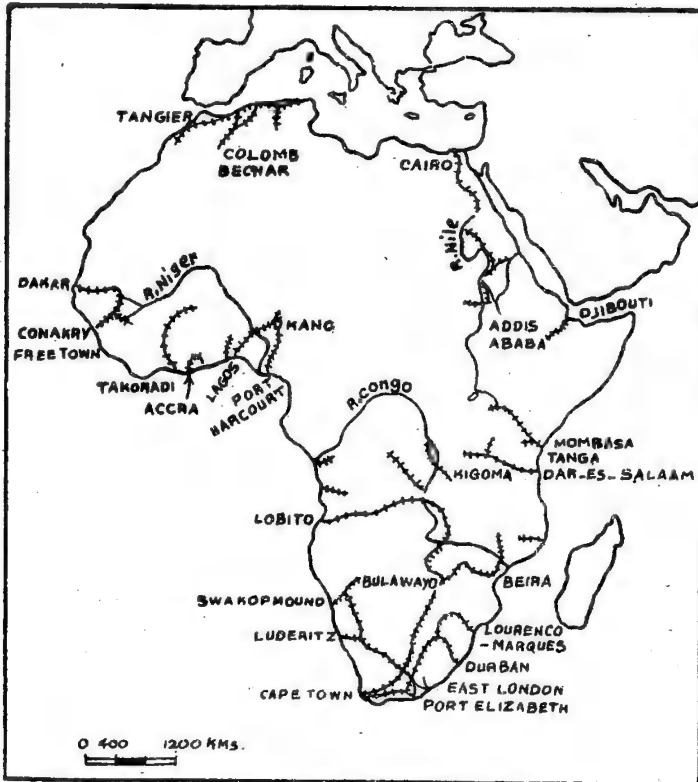 TANGIER
COLOMB
BECHAR
CAIRO
R. Nile
DAKAR
R. Niger
CONAKRY
FREETOWN
KANO
ADDIS
ABABA
DJIBOUTI
TAKORADI
ACCRA
LAGOS
PORT
HARCOURT
R. Congo
MOMBASA
TANGA
DAR-ES-SALAAM
KIGOMA
LOBITO
BULAWAYO
BEIRA
SWAKOPMOUND
LUDERITZ
LOURENCO
-MARQUES
DURBAN
CAPE TOWN
EAST LONDON
PORT ELIZABETH
0 400 1200 KMS.